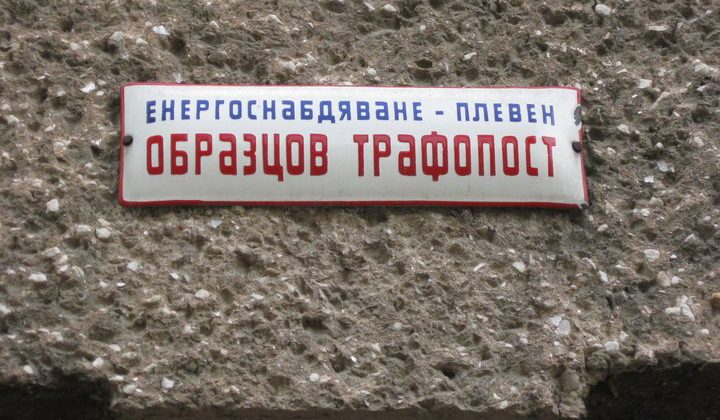 ЕНЕРГОСНАБДЯВАНЕ - ПЛЕВЕН
ОБРАЗЦОВ ТРАФОПОСТ